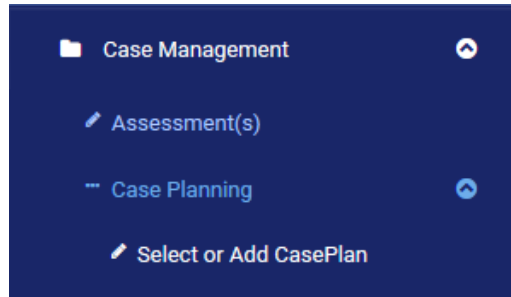 Case Management
Assessment(s)
Case Planning
Select or Add CasePlan